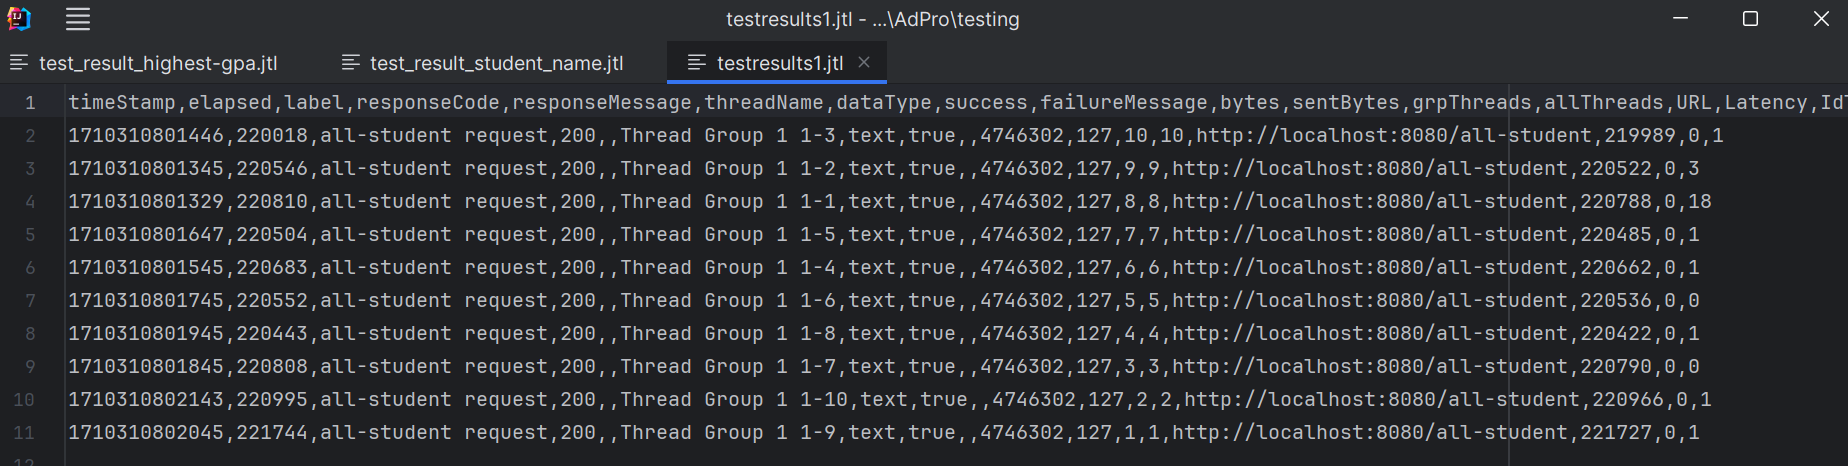 testresults1.jtl - ...\AdPro\testing
test_result_highest-gpa.jtl test_result_student_name.jtl testresults1.jtl
1 timeStamp,elapsed,label,responseCode,responseMessage,threadName,dataType,success,failureMessage,bytes,sentBytes,grpThreads,allThreads,URL,Latency,Id
2 1710310801446,220018,all-student request,200,,Thread Group 1 1-3,text,true,,4746302,127,10,10,http://localhost:8080/all-student,219989,0,1
3 1710310801345,220546,all-student request,200,,Thread Group 1 1-2,text,true,,4746302,127,9,9,http://localhost:8080/all-student,220522,0,3
4 1710310801329,220810,all-student request,200,,Thread Group 1 1-1,text,true,,4746302,127,8,8,http://localhost:8080/all-student,220788,0,18
5 1710310801647,220504,all-student request,200,,Thread Group 1 1-5,text,true,,4746302,127,7,7,http://localhost:8080/all-student,220485,0,1
6 1710310801545,220683,all-student request,200,,Thread Group 1 1-4,text,true,,4746302,127,6,6,http://localhost:8080/all-student,220662,0,1
7 1710310801745,220552,all-student request,200,,Thread Group 1 1-6,text,true,,4746302,127,5,5,http://localhost:8080/all-student,220536,0,0
8 1710310801945,220443,all-student request,200,,Thread Group 1 1-8,text,true,,4746302,127,4,4,http://localhost:8080/all-student,220422,0,1
9 1710310801845,220808,all-student request,200,,Thread Group 1 1-7,text,true,,4746302,127,3,3,http://localhost:8080/all-student,220790,0,0
10 1710310802143,220995,all-student request,200,,Thread Group 1 1-10,text,true,,4746302,127,2,2,http://localhost:8080/all-student,220966,0,1
11 1710310802045,221744,all-student request,200,,Thread Group 1 1-9,text,true,,4746302,127,1,1,http://localhost:8080/all-student,221727,0,1
12